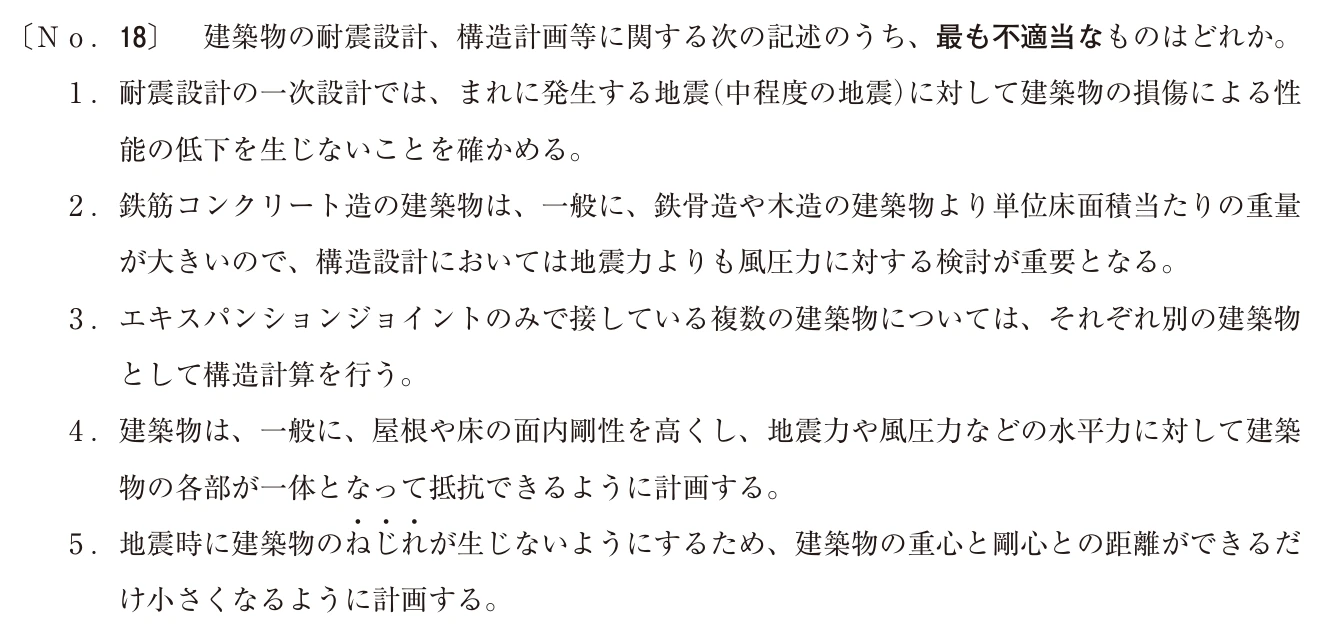 〔Ｎｏ．18〕　建築物の耐震設計、構造計画等に関する次の記述のうち、最も不適当なものはどれか。
１．耐震設計の一次設計では、まれに発生する地震(中程度の地震)に対して建築物の損傷による性
能の低下を生じないことを確かめる。
２．鉄筋コンクリート造の建築物は、一般に、鉄骨造や木造の建築物より単位床面積当たりの重量
が大きいので、構造設計においては地震力よりも風圧力に対する検討が重要となる。
３．エキスパンションジョイントのみで接している複数の建築物については、それぞれ別の建築物
として構造計算を行う。
４．建築物は、一般に、屋根や床の面内剛性を高くし、地震力や風圧力などの水平力に対して建築
物の各部が一体となって抵抗できるように計画する。
５．地震時に建築物のねじれが生じないようにするため、建築物の重心と剛心との距離ができるだ
け小さくなるように計画する。